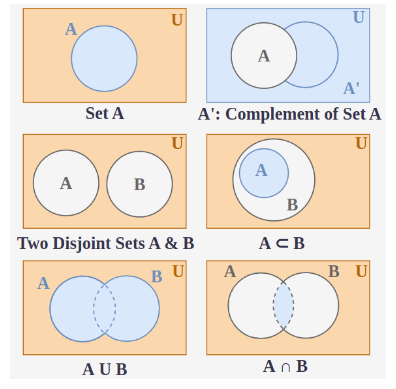 A U
Set A
U
A
A'
A': Complement of Set A
U
A B
Two Disjoint Sets A & B
U
A
B
A ⊂ B
A B U
A U B
A B U
A ∩ B